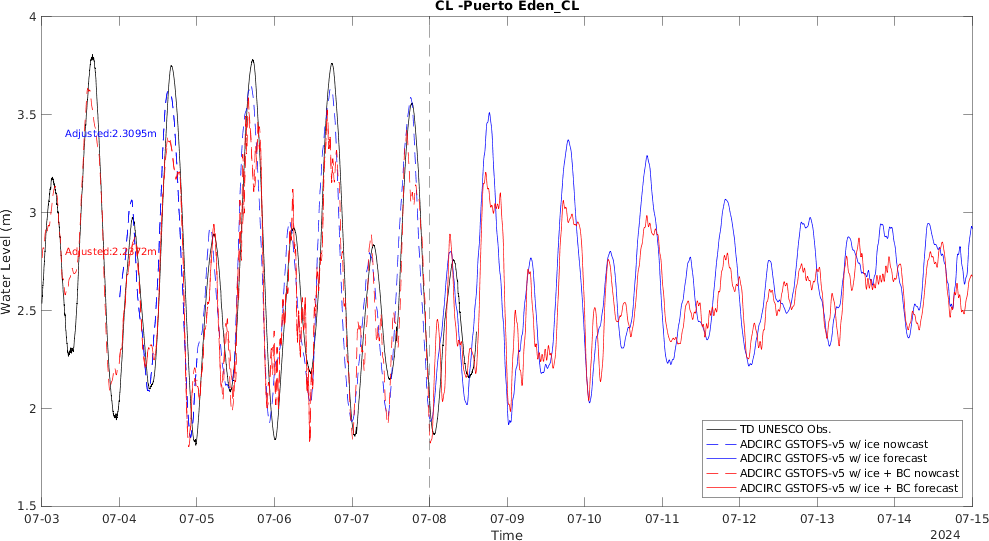 CL -Puerto Eden_CL
4
3.5
3
2.5
2
1.5
Water Level (m)
Adjusted:2.3095m
Adjusted:2.2372m
TD UNESCO Obs.
ADCIRC GSTOFS-v5 w/ ice nowcast
ADCIRC GSTOFS-v5 w/ ice forecast
ADCIRC GSTOFS-v5 w/ ice + BC nowcast
ADCIRC GSTOFS-v5 w/ ice + BC forecast
07-03 07-04 07-05 07-06 07-07 07-08 07-09 07-10 07-11 07-12 07-13 07-14 07-15
Time
2024